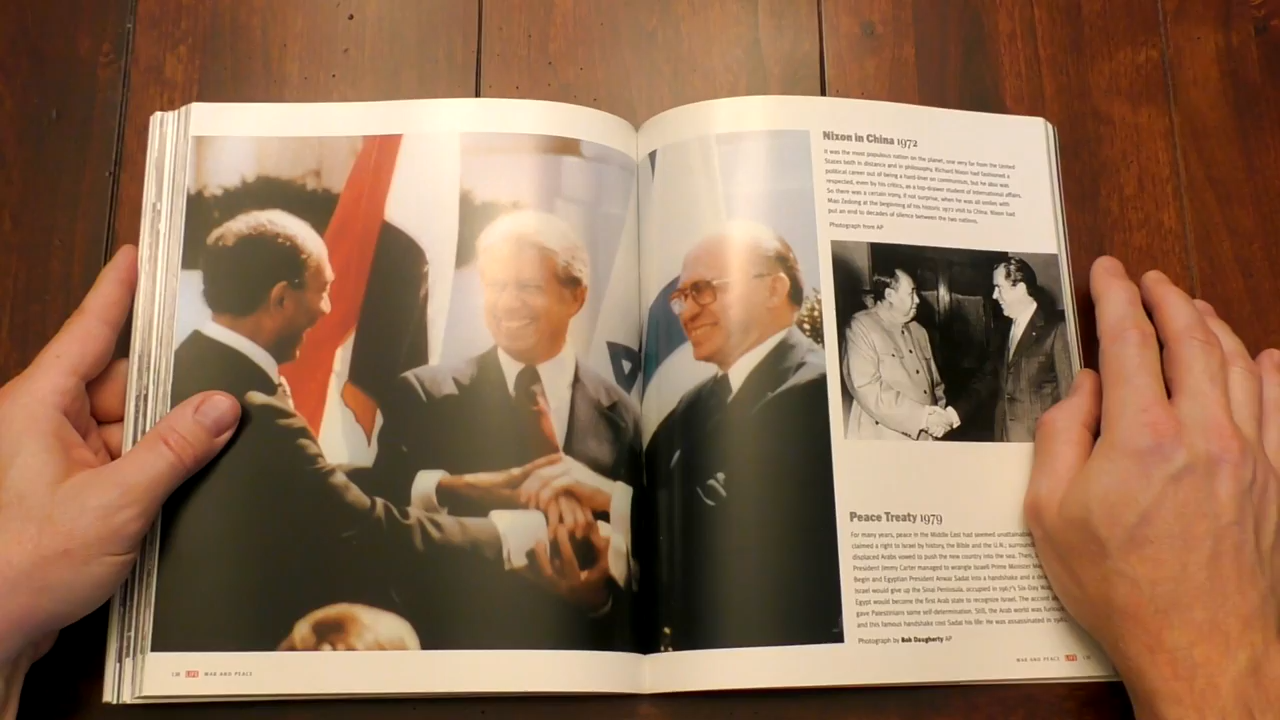 Nixon in China 1972
It was the most populous nation on the planet, one very far from the United
States both in distance and in philosophy. Richard Nixon had fashioned a
political career out of being a hard-liner on communism, but he also was
respected, even by his critics, as a top-drawer student of international affairs.
So there was a certain irony, if not surprise, when he was all smiles with
Mao Zedong at the beginning of his historic 1972 visit to China. Nixon had
put an end to decades of silence between the two nations.
Photograph from AP
Peace Treaty 1979
For many years, peace in the Middle East had seemed
claimed a right to Israel by history, the Bible and the U.N.;
displaced Arabs vowed to push the new country into the sea. Then,
President Jimmy Carter managed to wrangle Israeli Prime Minister
Begin and Egyptian President Anwar Sadat into a handshake and a
Israel would give up the Sinai Peninsula, occupied in 1967's Six-Day
Egypt would become the first Arab state to recognize Israel. The
gave Palestinians some self-determination. Still, the Arab world was
and this famous handshake cost Sadat his life: He was assassinated in
Photograph by Bob Daugherty AP
LIFE WAR AND PEACE
WAR AND PEACE LIFE